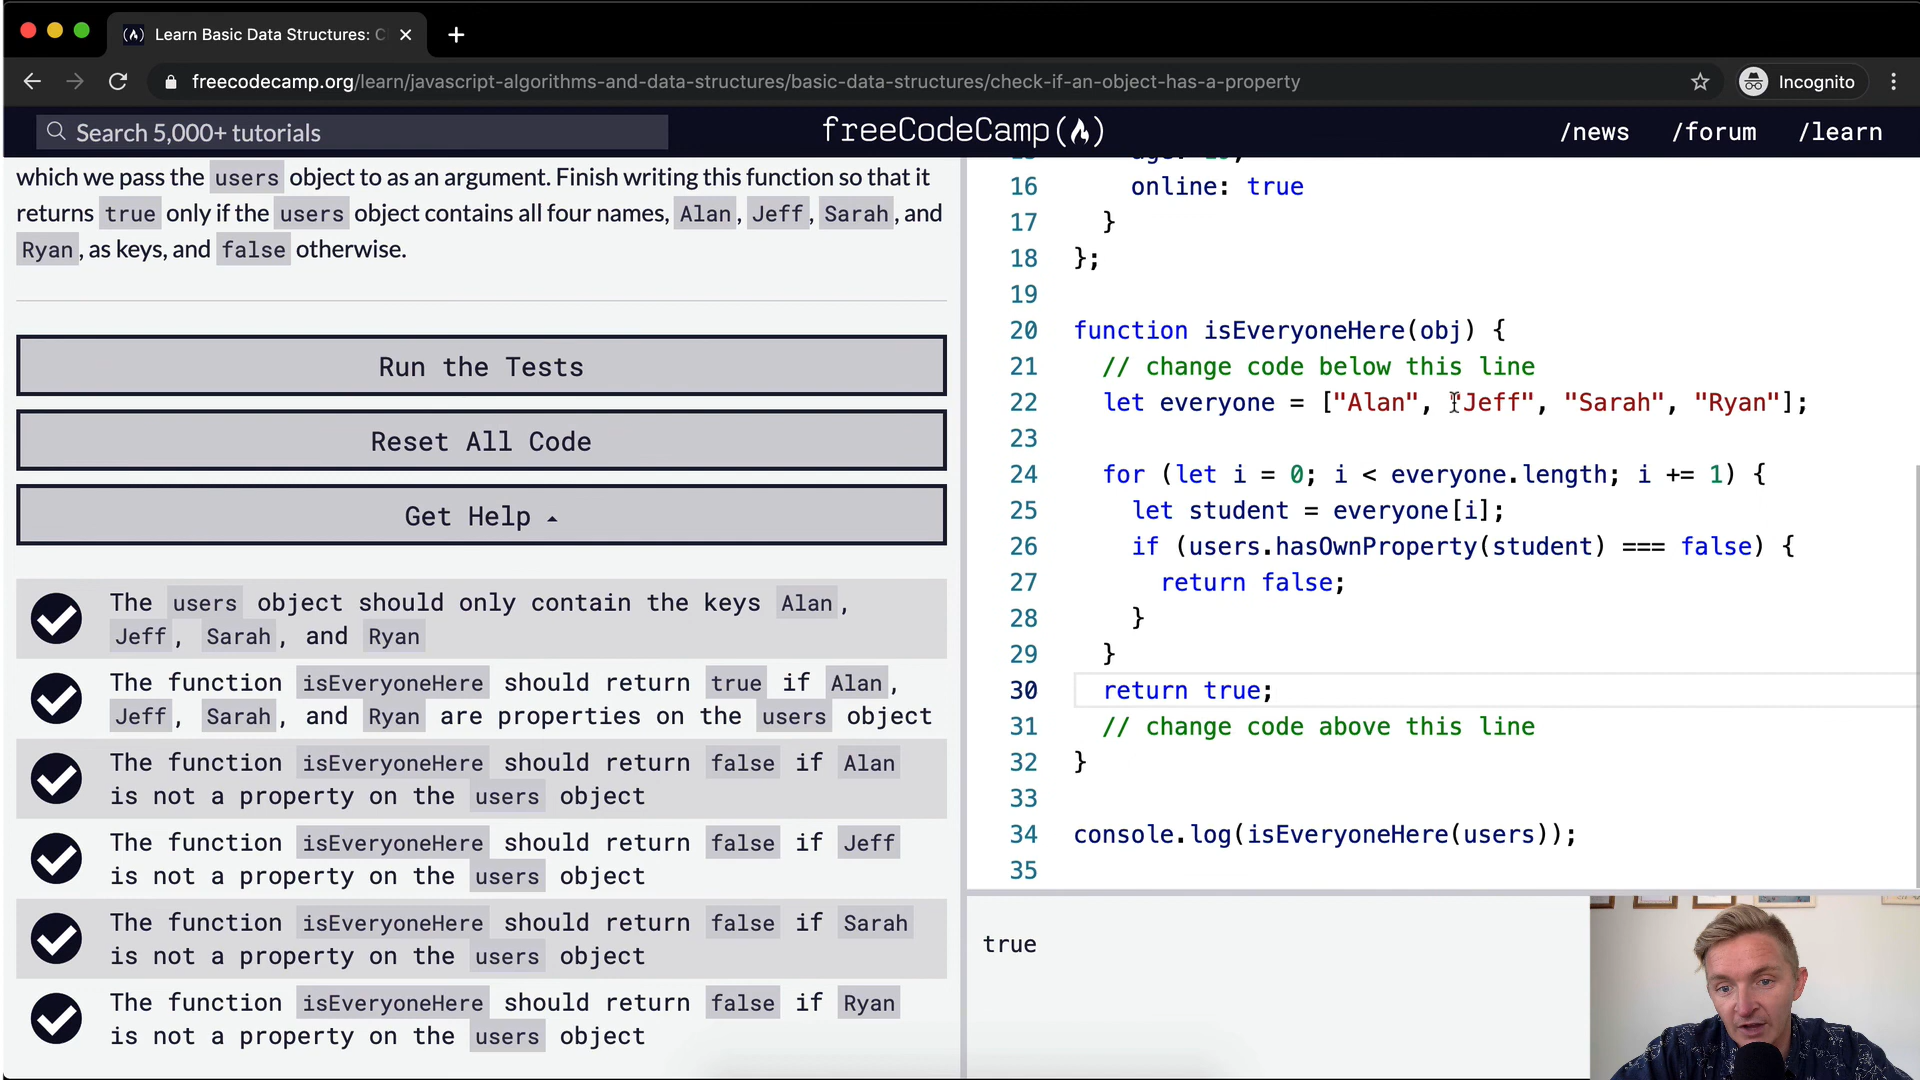 Learn Basic Data Structures: C
freecodecamp.org/learn/javascript-algorithms-and-data-structures/basic-data-structures/check-if-an-object-has-a-property
Incognito
Search 5,000+ tutorials
freeCodeCamp
/news /forum /learn
which we pass the users object to as an argument. Finish writing this function so that it
returns true only if the users object contains all four names, Alan, Jeff, Sarah, and
Ryan, as keys, and false otherwise.
Run the Tests
Reset All Code
Get Help
The users object should only contain the keys Alan,
Jeff, Sarah, and Ryan
The function isEveryoneHere should return true if Alan,
Jeff, Sarah, and Ryan are properties on the users object
The function isEveryoneHere should return false if Alan
is not a property on the users object
The function isEveryoneHere should return false if Jeff
is not a property on the users object
The function isEveryoneHere should return false if Sarah
is not a property on the users object
The function isEveryoneHere should return false if Ryan
is not a property on the users object
16 online: true
17 }
18 };
19
20 function isEveryoneHere(obj) {
21 // change code below this line
22 let everyone = ["Alan", "Jeff", "Sarah", "Ryan"];
23
24 for (let i = 0; i < everyone.length; i += 1) {
25 let student = everyone[i];
26 if (users.hasOwnProperty(student) === false) {
27 return false;
28 }
29 }
30 return true;
31 // change code above this line
32 }
33
34 console.log(isEveryoneHere(users));
35
true